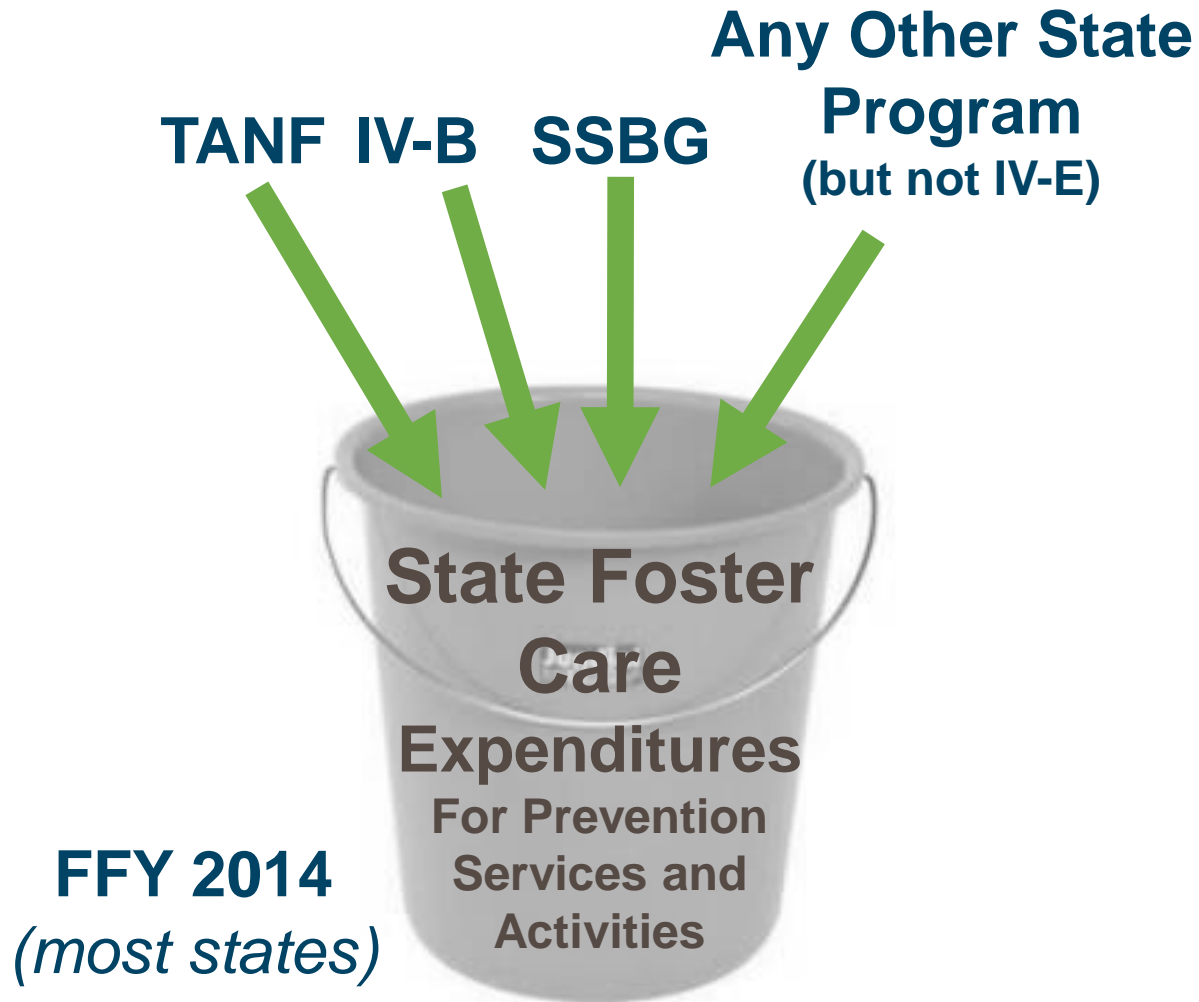 Any Other State
Program
(but not IV-E)
TANF IV-B SSBG
State Foster
Care
Expenditures
For Prevention
Services and
Activities
FFY 2014
(most states)